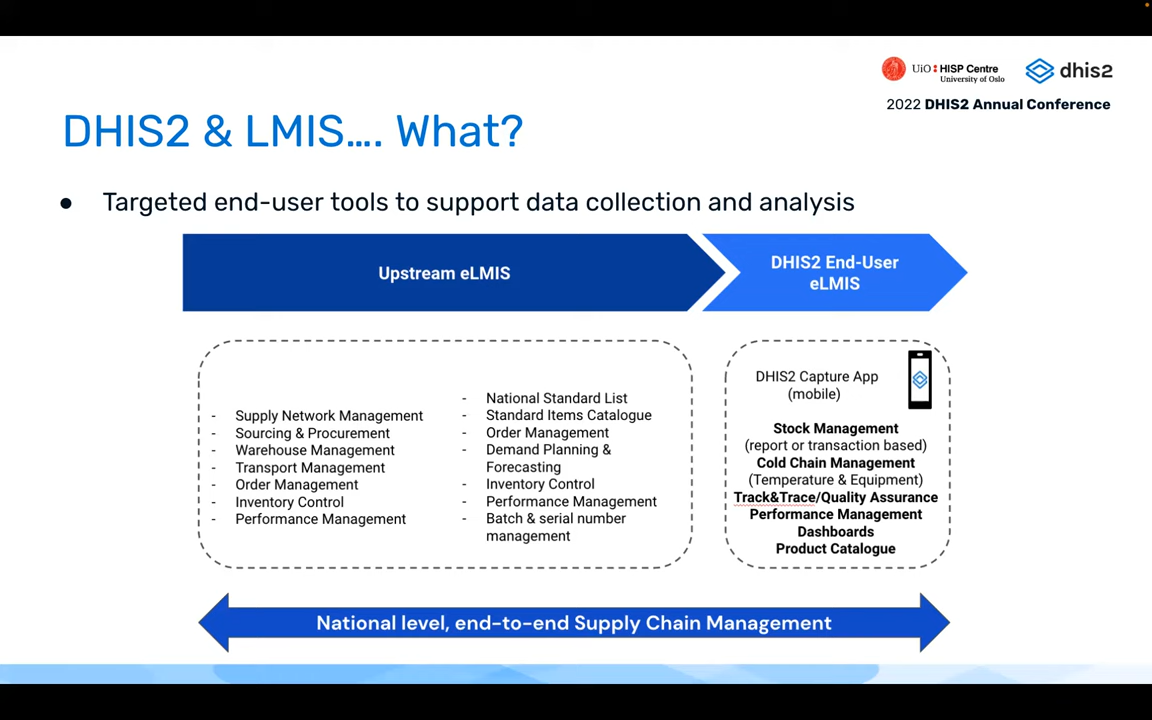 UiO: HISP Centre
University of Oslo
dhis2
2022 DHIS2 Annual Conference
DHIS2 & LMIS.... What?
● Targeted end-user tools to support data collection and analysis
Upstream eLMIS
DHIS2 End-User
eLMIS
- Supply Network Management
- Sourcing & Procurement
- Warehouse Management
- Transport Management
- Order Management
- Inventory Control
- Performance Management
- National Standard List
- Standard Items Catalogue
- Order Management
- Demand Planning &
Forecasting
- Inventory Control
- Performance Management
- Batch & serial number
management
DHIS2 Capture App
(mobile)
Stock Management
(report or transaction based)
Cold Chain Management
(Temperature & Equipment)
Track&Trace/Quality Assurance
Performance Management
Dashboards
Product Catalogue
National level, end-to-end Supply Chain Management